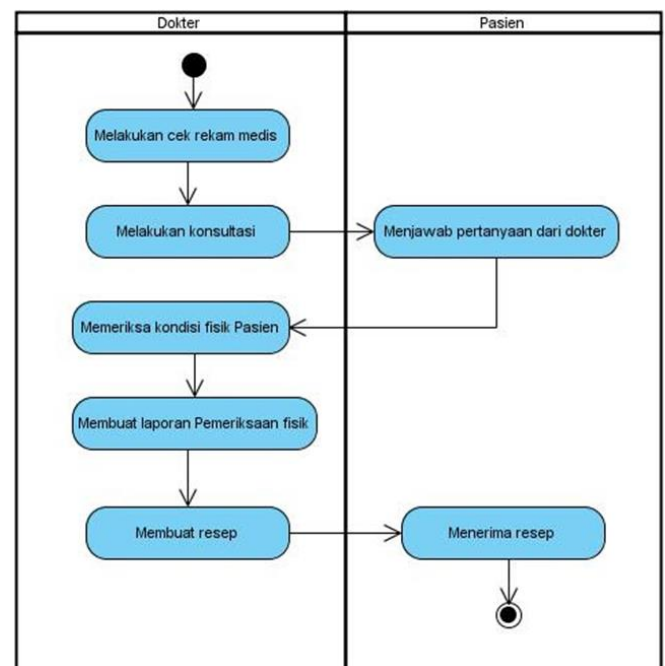 Dokter
Pasien
Melakukan cek rekam medis
Melakukan konsultasi
Menjawab pertanyaan dari dokter
Memeriksa kondisi fisik Pasien
Membuat laporan Pemeriksaan fisik
Membuat resep
Menerima resep